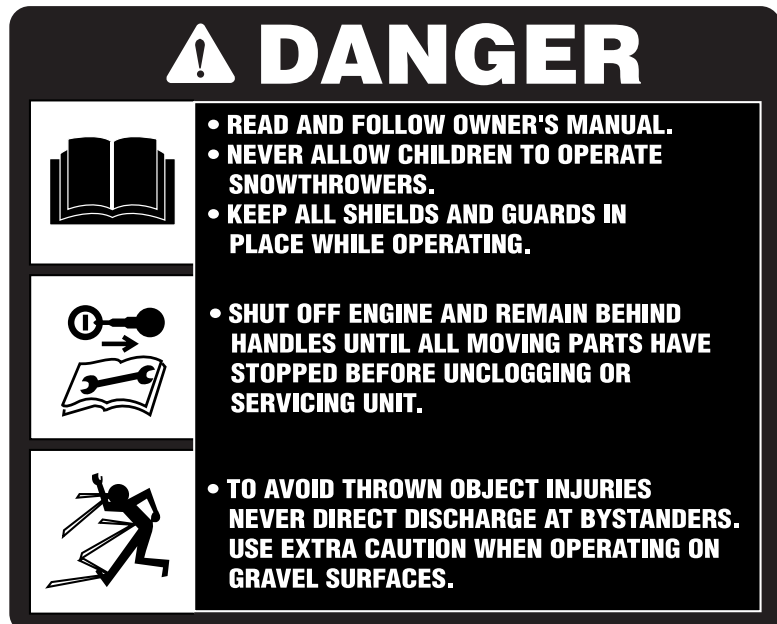 DANGER
• READ AND FOLLOW OWNER'S MANUAL.
• NEVER ALLOW CHILDREN TO OPERATE
SNOWTHROWERS.
• KEEP ALL SHIELDS AND GUARDS IN
PLACE WHILE OPERATING.
• SHUT OFF ENGINE AND REMAIN BEHIND
HANDLES UNTIL ALL MOVING PARTS HAVE
STOPPED BEFORE UNCLOGGING OR
SERVICING UNIT.
• TO AVOID THROWN OBJECT INJURIES
NEVER DIRECT DISCHARGE AT BYSTANDERS.
USE EXTRA CAUTION WHEN OPERATING ON
GRAVEL SURFACES.